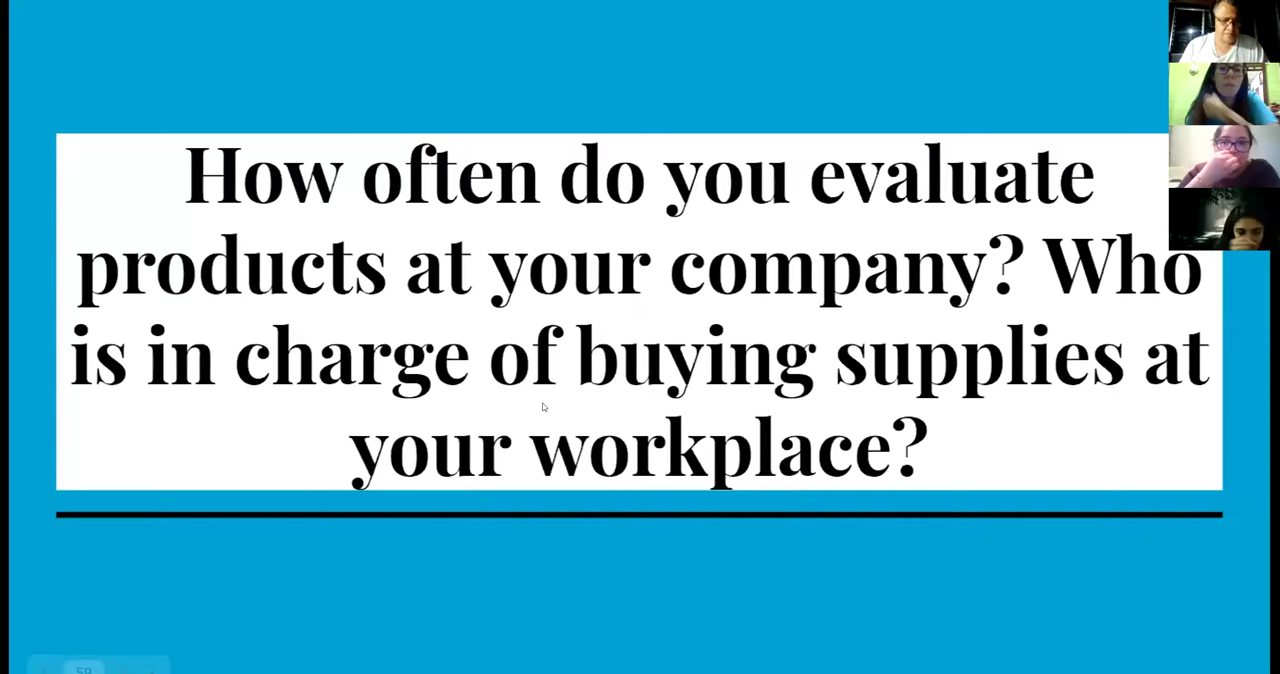 How often do you evaluate
products at your company? Who
is in charge of buying supplies at
your workplace?
59